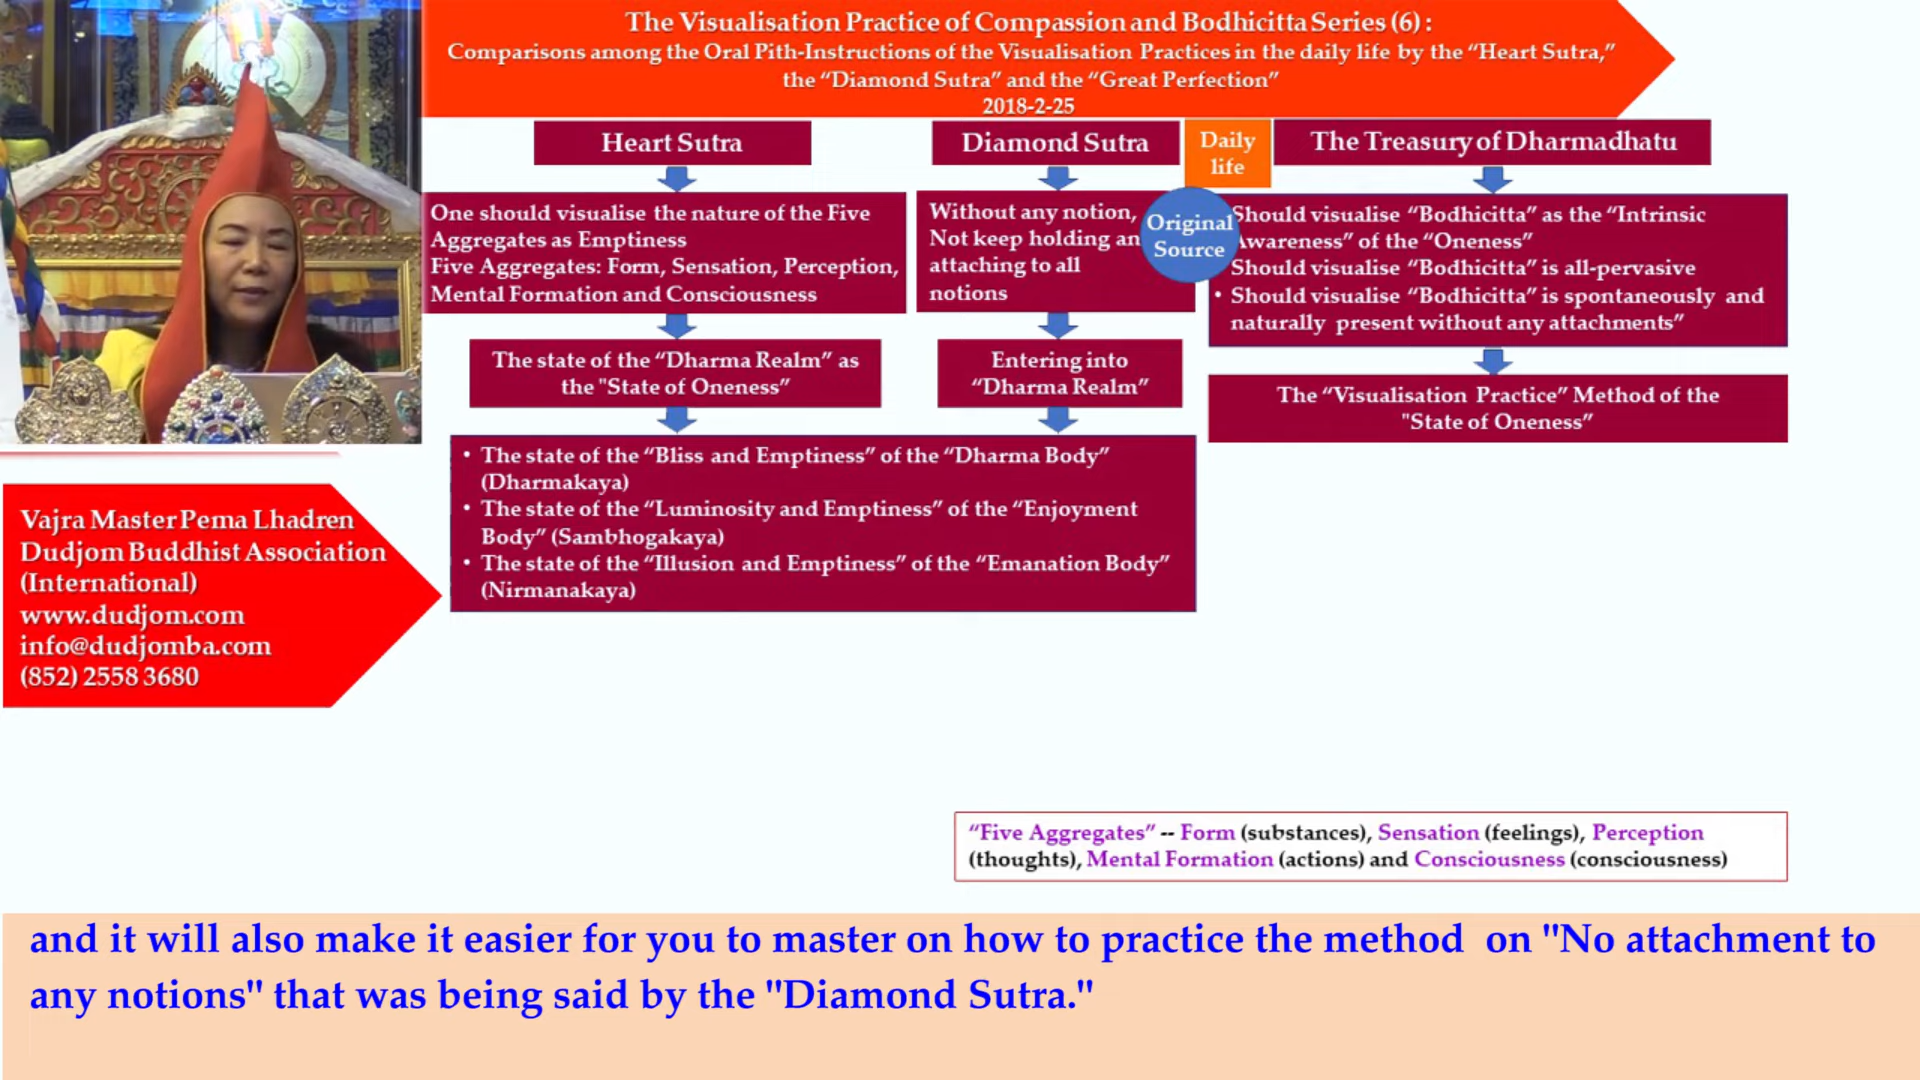 The Visualisation Practice of Compassion and Bodhicitta Series (6) :
Comparisons among the Oral Pith-Instructions of the Visualisation Practices in the daily life by the “Heart Sutra,”
the “Diamond Sutra” and the “Great Perfection”
2018-2-25
Heart Sutra
One should visualise the nature of the Five
Aggregates as Emptiness
Five Aggregates: Form, Sensation, Perception,
Mental Formation and Consciousness
The state of the “Dharma Realm” as
the "State of Oneness”
Diamond Sutra
Without any notion,
Not keep holding an
attaching to all
notions
Entering into
“Dharma Realm”
• The state of the “Bliss and Emptiness” of the “Dharma Body”
(Dharmakaya)
• The state of the “Luminosity and Emptiness” of the “Enjoyment
Body” (Sambhogakaya)
• The state of the “Illusion and Emptiness” of the “Emanation Body”
(Nirmanakaya)
Daily
life
Original
Source
The Treasury of Dharmadhatu
Should visualise “Bodhicitta” as the “Intrinsic
Awareness” of the “Oneness”
Should visualise “Bodhicitta” is all-pervasive
• Should visualise “Bodhicitta” is spontaneously and
naturally present without any attachments”
The “Visualisation Practice” Method of the
"State of Oneness”
Vajra Master Pema Lhadren
Dudjom Buddhist Association
(International)
www.dudjom.com
info@dudjomba.com
(852) 2558 3680
“Five Aggregates” -- Form (substances), Sensation (feelings), Perception
(thoughts), Mental Formation (actions) and Consciousness (consciousness)
and it will also make it easier for you to master on how to practice the method on "No attachment to
any notions" that was being said by the "Diamond Sutra."